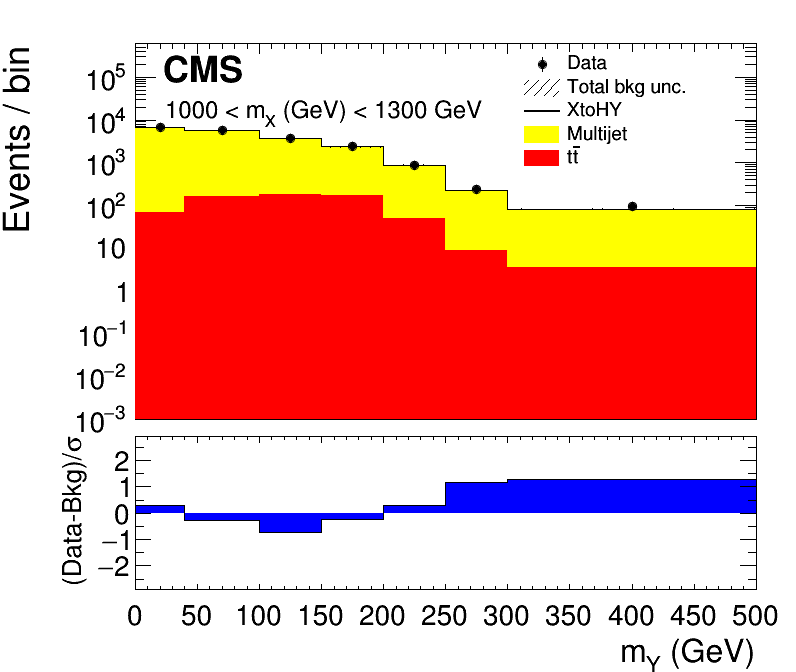 CMS
1000 < m_X (GeV) < 1300 GeV
Data
Total bkg unc.
XtoHY
Multijet
tt̄
Events / bin
10⁵
10⁴
10³
10²
10
1
10⁻¹
10⁻²
10⁻³
(Data-Bkg)/σ
2
1
0
−1
−2
0 50 100 150 200 250 300 350 400 450 500
m_Y (GeV)